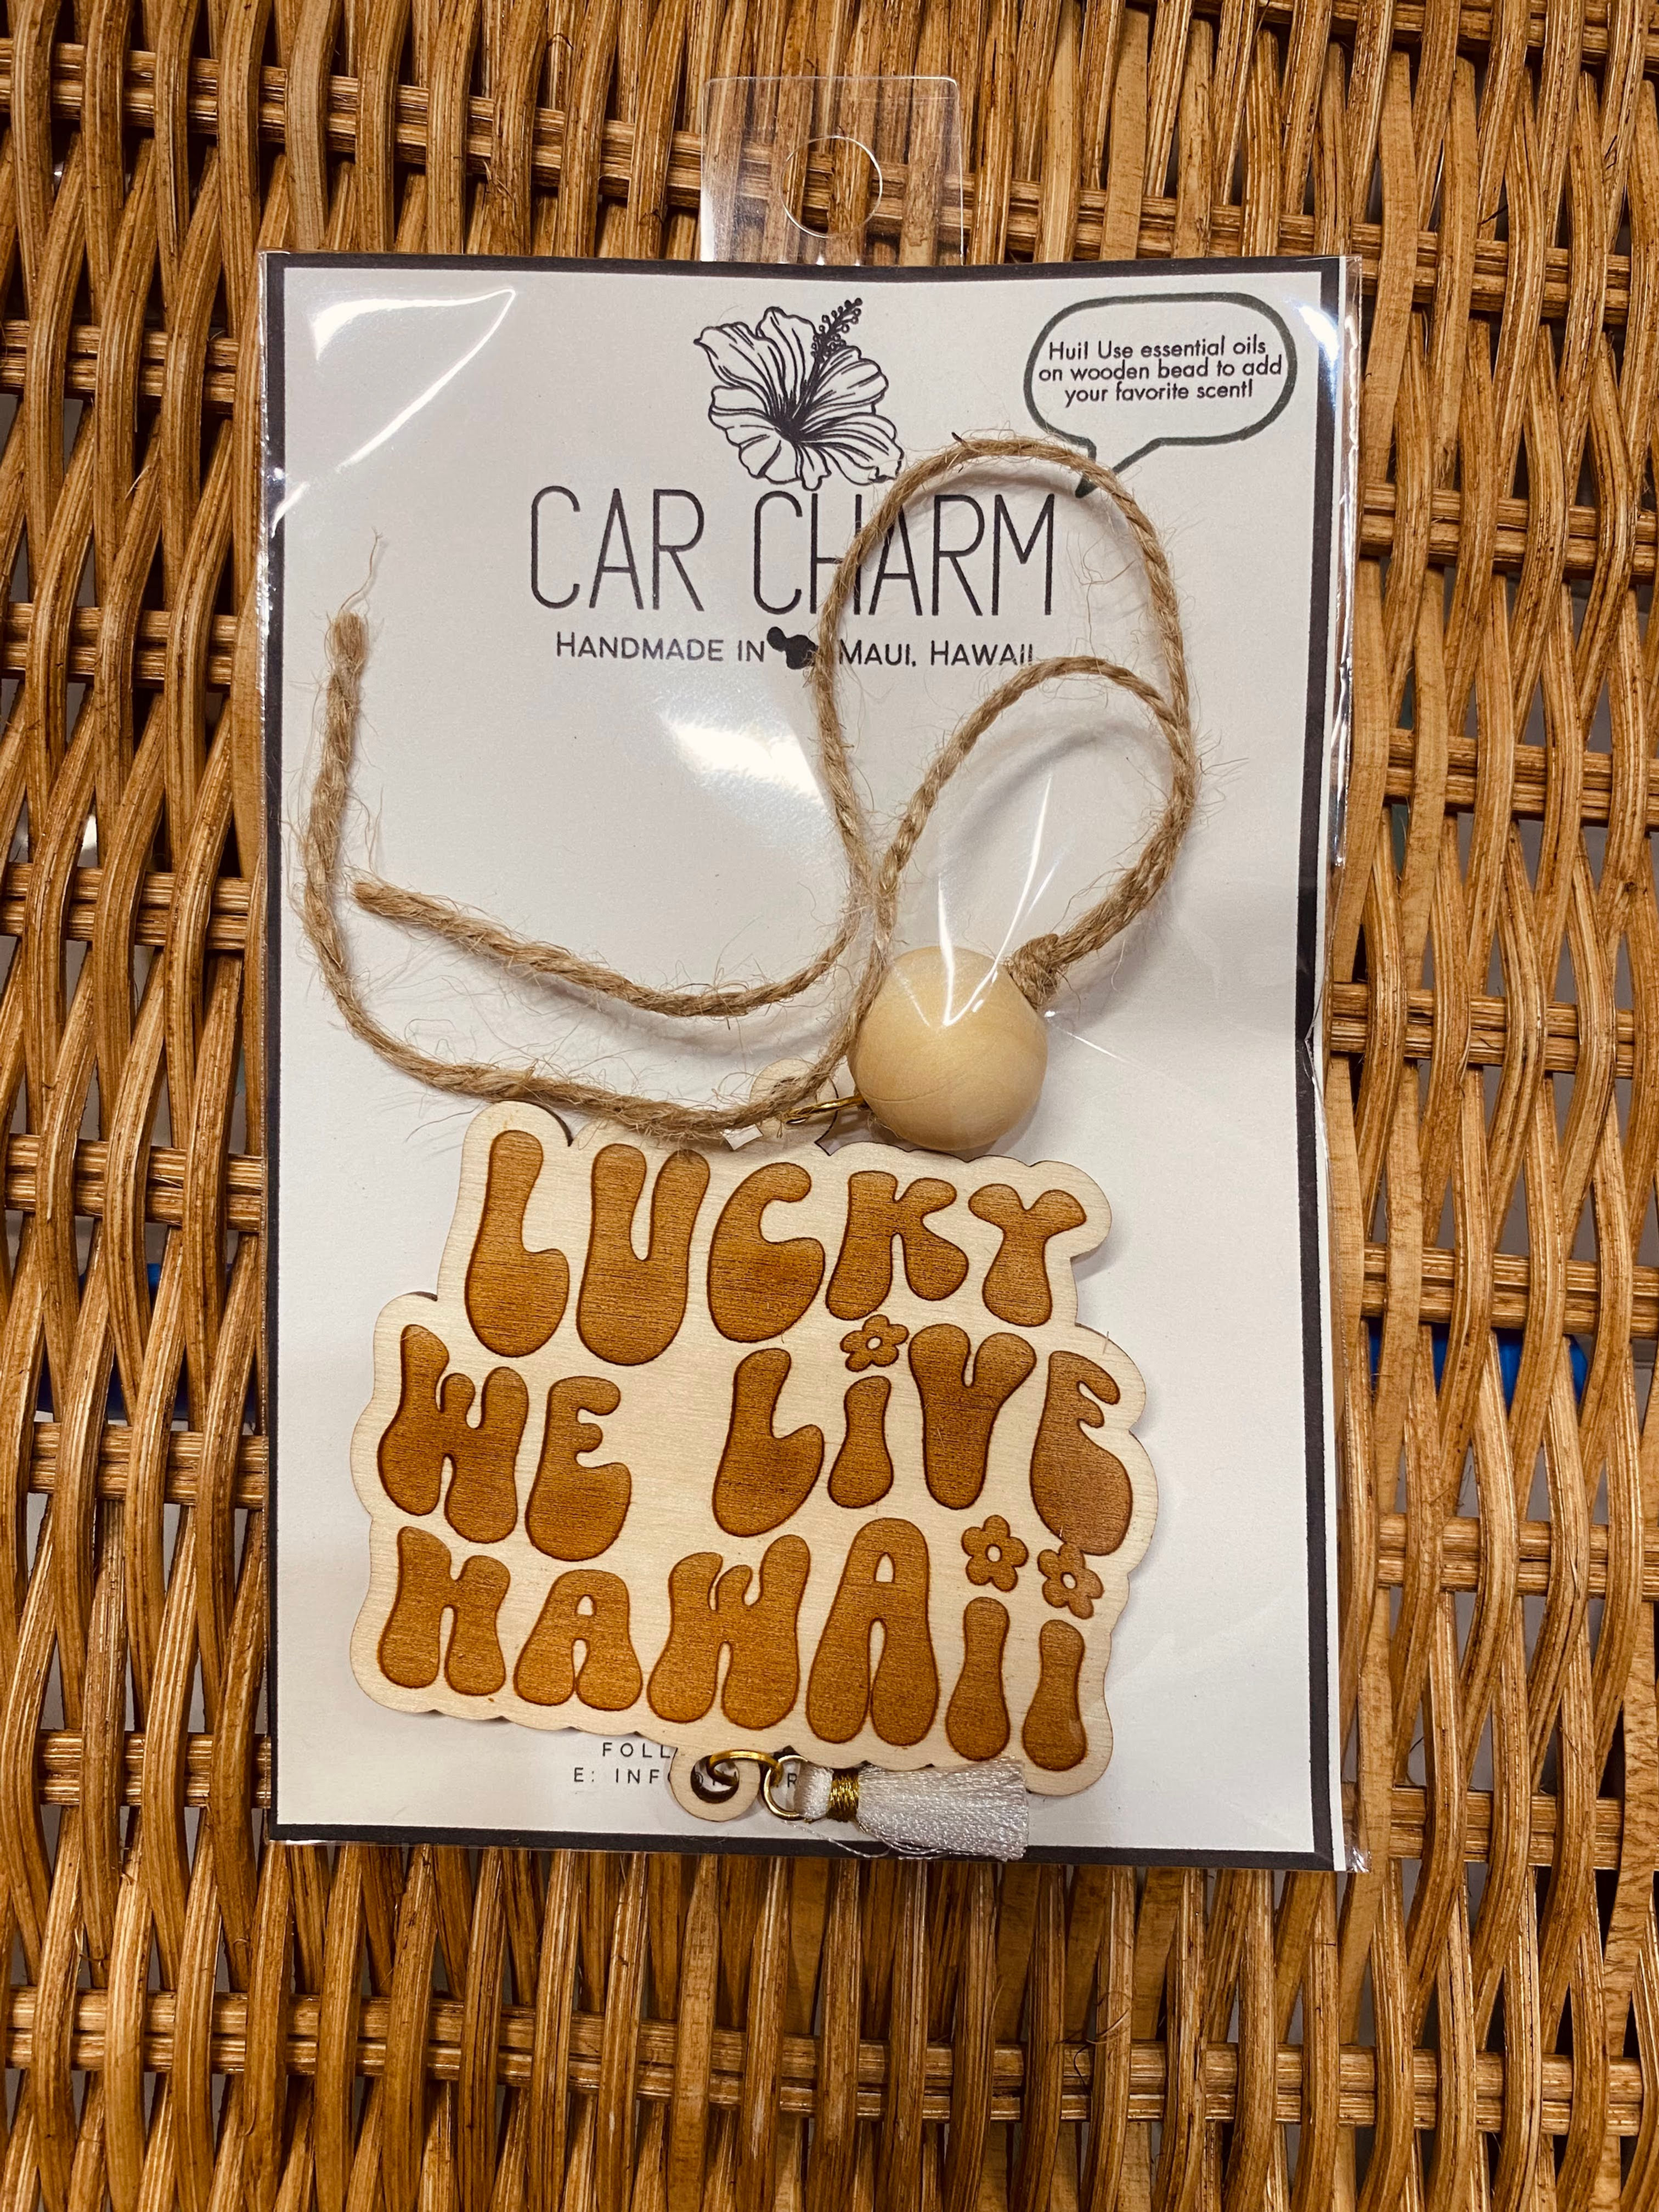 Hui! Use essential oils
on wooden bead to add
your favorite scent!
CAR CHARM
HANDMADE IN MAUI, HAWAII
LUCKY
WE LiVE
HAWAii
E: